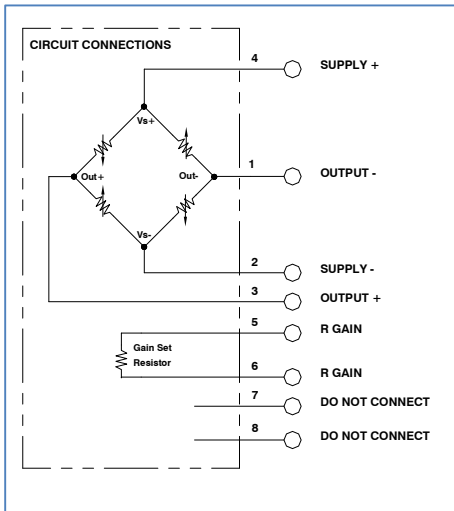 CIRCUIT CONNECTIONS
4 SUPPLY +
Vs+
1 OUTPUT -
Out+ Out-
Vs-
2 SUPPLY -
3 OUTPUT +
5 R GAIN
Gain Set
Resistor
6 R GAIN
7 DO NOT CONNECT
8 DO NOT CONNECT